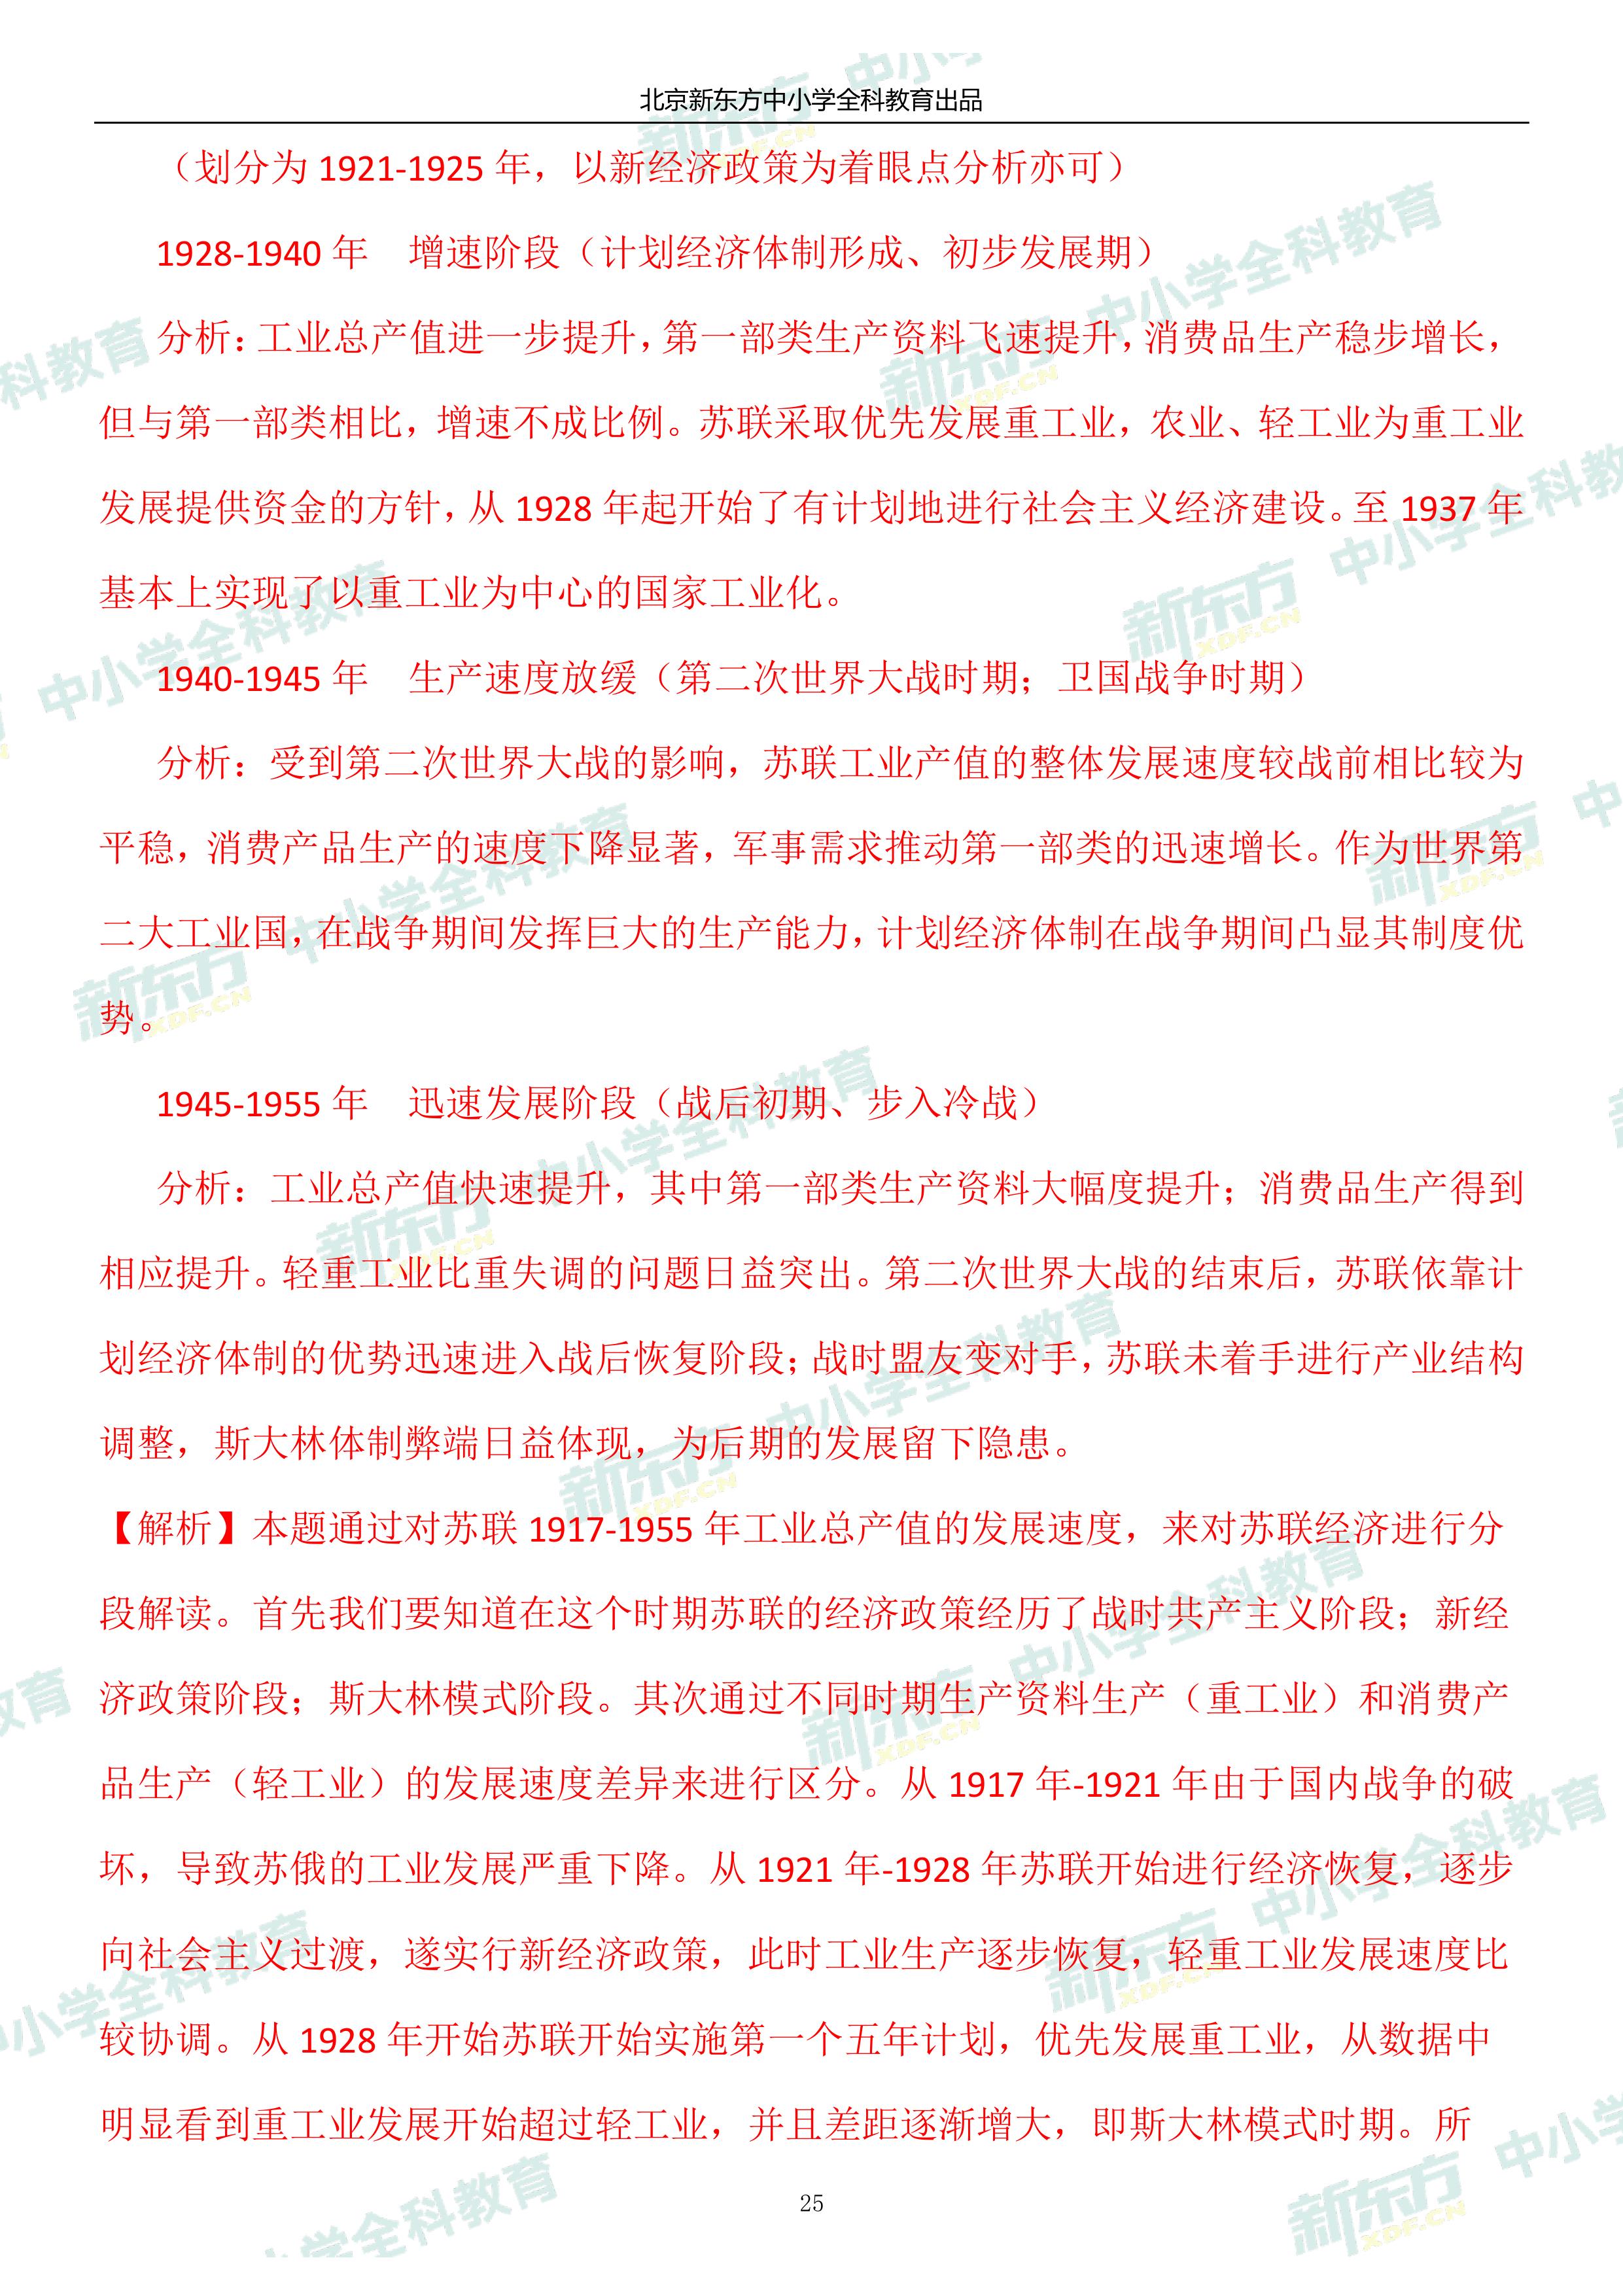 北京新东方中小学全科教育出品
（划分为 1921-1925 年，以新经济政策为着眼点分析亦可）
1928-1940 年　增速阶段（计划经济体制形成、初步发展期）
分析：工业总产值进一步提升，第一部类生产资料飞速提升，消费品生产稳步增长，
但与第一部类相比，增速不成比例。苏联采取优先发展重工业，农业、轻工业为重工业
发展提供资金的方针，从 1928 年起开始了有计划地进行社会主义经济建设。至 1937 年
基本上实现了以重工业为中心的国家工业化。
1940-1945 年　生产速度放缓（第二次世界大战时期；卫国战争时期）
分析：受到第二次世界大战的影响，苏联工业产值的整体发展速度较战前相比较为
平稳，消费产品生产的速度下降显著，军事需求推动第一部类的迅速增长。作为世界第
二大工业国，在战争期间发挥巨大的生产能力，计划经济体制在战争期间凸显其制度优
势。
1945-1955 年　迅速发展阶段（战后初期、步入冷战）
分析：工业总产值快速提升，其中第一部类生产资料大幅度提升；消费品生产得到
相应提升。轻重工业比重失调的问题日益突出。第二次世界大战的结束后，苏联依靠计
划经济体制的优势迅速进入战后恢复阶段；战时盟友变对手，苏联未着手进行产业结构
调整，斯大林体制弊端日益体现，为后期的发展留下隐患。
【解析】本题通过对苏联 1917-1955 年工业总产值的发展速度，来对苏联经济进行分
段解读。首先我们要知道在这个时期苏联的经济政策经历了战时共产主义阶段；新经
济政策阶段；斯大林模式阶段。其次通过不同时期生产资料生产（重工业）和消费产
品生产（轻工业）的发展速度差异来进行区分。从 1917 年-1921 年由于国内战争的破
坏，导致苏俄的工业发展严重下降。从 1921 年-1928 年苏联开始进行经济恢复，逐步
向社会主义过渡，遂实行新经济政策，此时工业生产逐步恢复，轻重工业发展速度比
较协调。从 1928 年开始苏联开始实施第一个五年计划，优先发展重工业，从数据中
明显看到重工业发展开始超过轻工业，并且差距逐渐增大，即斯大林模式时期。所
25